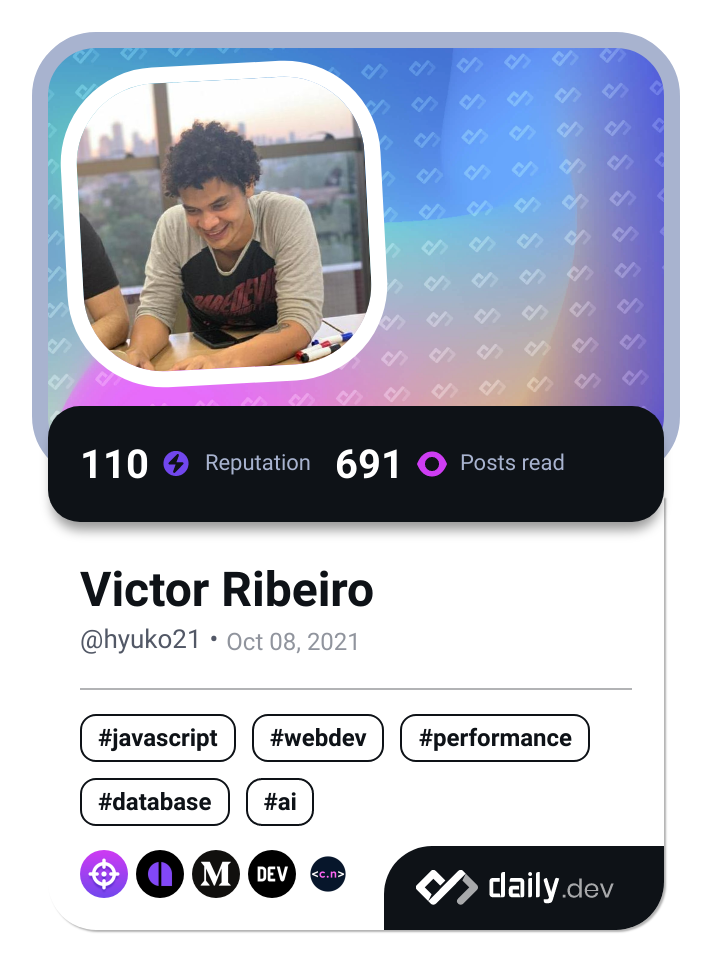 DAREDEVIL
110 Reputation 691 Posts read
Victor Ribeiro
@hyuko21 • Oct 08, 2021
#javascript #webdev #performance
#database #ai
M DEV <c.n>
daily.dev